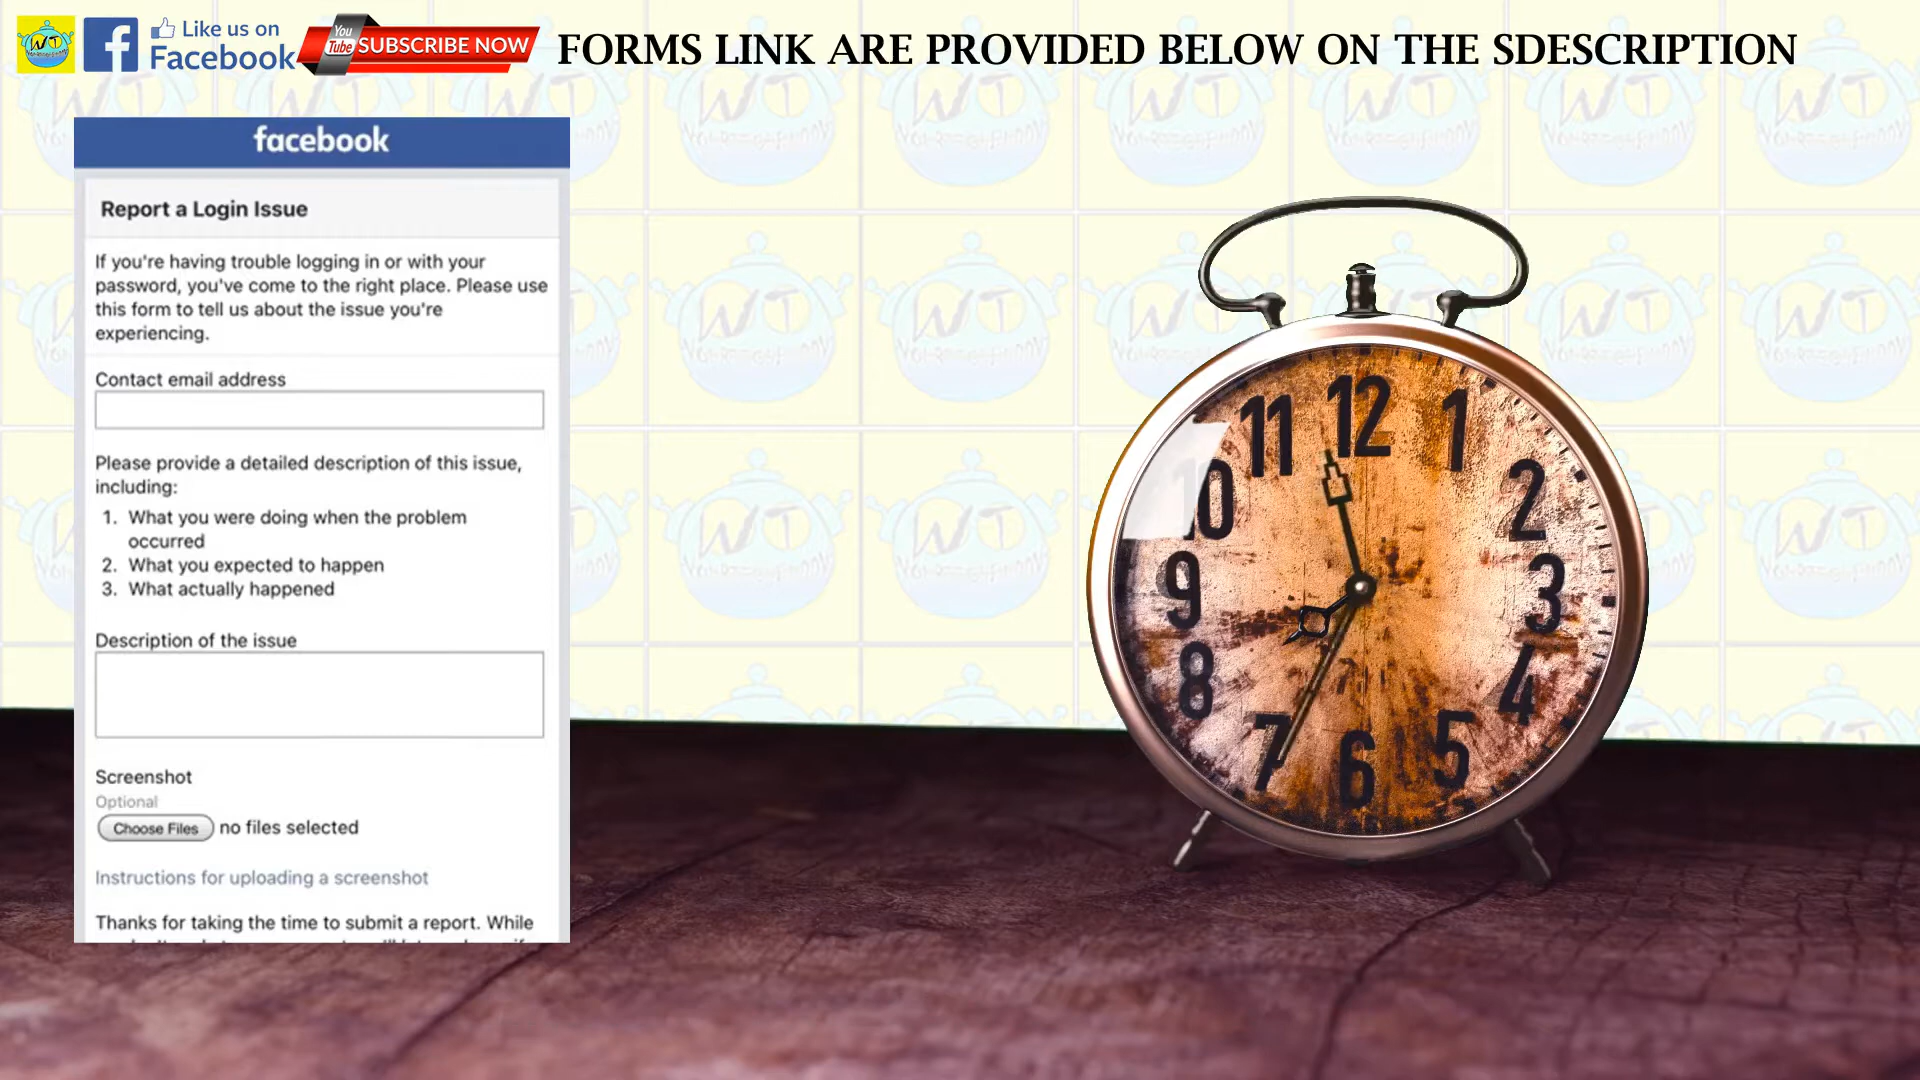 WT
Like us on
Facebook
You
Tube SUBSCRIBE NOW
FORMS LINK ARE PROVIDED BELOW ON THE SDESCRIPTION
facebook
Report a Login Issue
If you're having trouble logging in or with your
password, you've come to the right place. Please use
this form to tell us about the issue you're
experiencing.
Contact email address
Please provide a detailed description of this issue,
including:
1. What you were doing when the problem
occurred
2. What you expected to happen
3. What actually happened
Description of the issue
Screenshot
Optional
Choose Files no files selected
Instructions for uploading a screenshot
Thanks for taking the time to submit a report. While
12
1
2
3
4
5
6
7
8
9
10
11